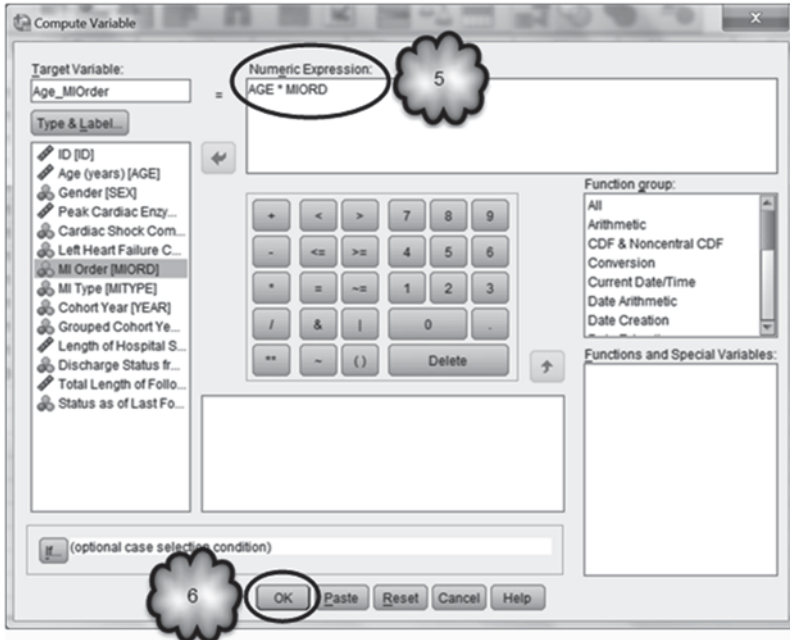 Compute Variable
x
Target Variable:
Age_MIOrder
=
Numeric Expression:
AGE * MIORD
5
Type & Label...
ID [ID]
Age (years) [AGE]
Gender [SEX]
Peak Cardiac Enzy...
Cardiac Shock Com...
Left Heart Failure C...
MI Order [MIORD]
MI Type [MITYPE]
Cohort Year [YEAR]
Grouped Cohort Ye...
Length of Hospital S...
Discharge Status fr...
Total Length of Follo...
Status as of Last Fo...
+ < > 7 8 9
- <= >= 4 5 6
* = ~= 1 2 3
/ & | 0 .
** ~ ( ) Delete
Function group:
All
Arithmetic
CDF & Noncentral CDF
Conversion
Current Date/Time
Date Arithmetic
Date Creation
Functions and Special Variables:
If... (optional case selection condition)
6
OK Paste Reset Cancel Help